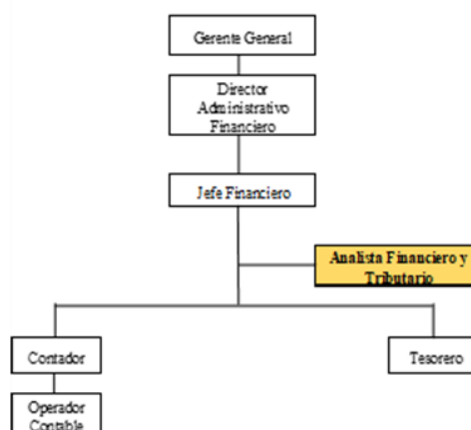 Gerente General
Director
Administrativo
Financiero
Jefe Financiero
Analista Financiero y
Tributario
Contador
Tesorero
Operador
Contable